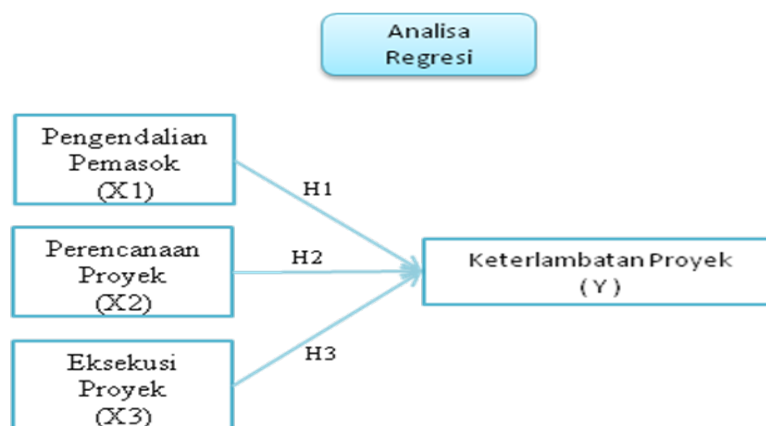 Analisa
Regresi
Pengendalian
Pemasok
(X1)
H1
Perencanaan
Proyek
(X2)
H2
Keterlambatan Proyek
( Y )
Eksekusi
Proyek
(X3)
H3